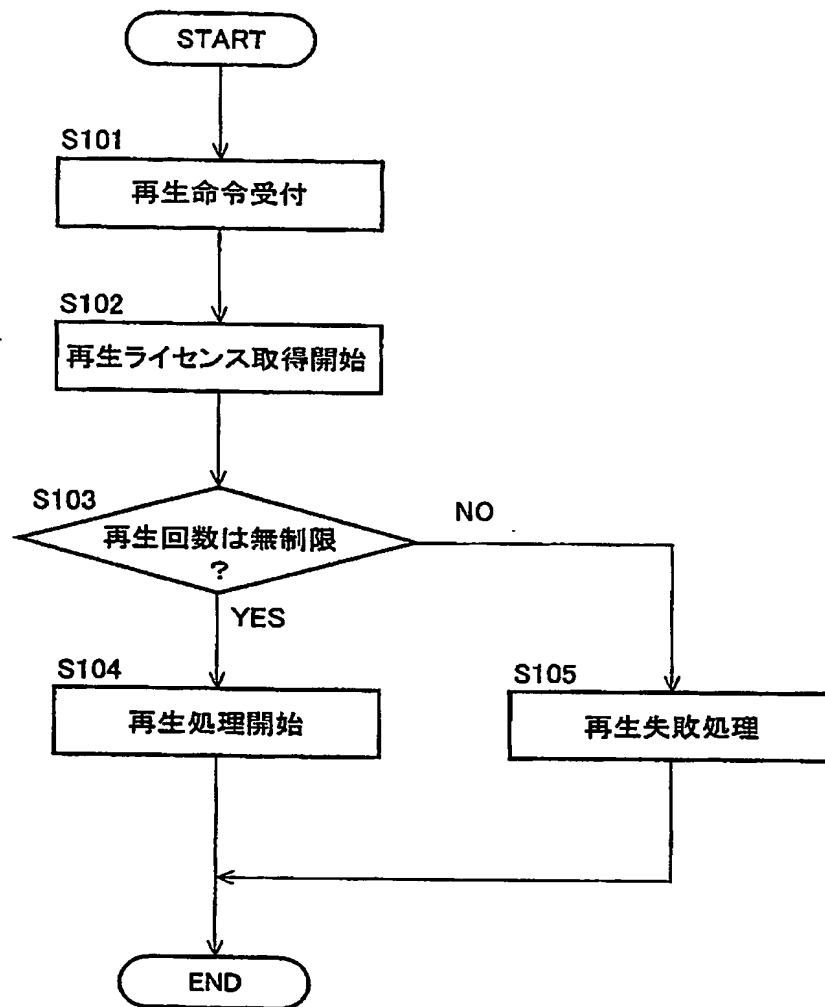 START
S101
再生命令受付
S102
再生ライセンス取得開始
S103
再生回数は無制限
?
NO
YES
S104
再生処理開始
S105
再生失敗処理
END